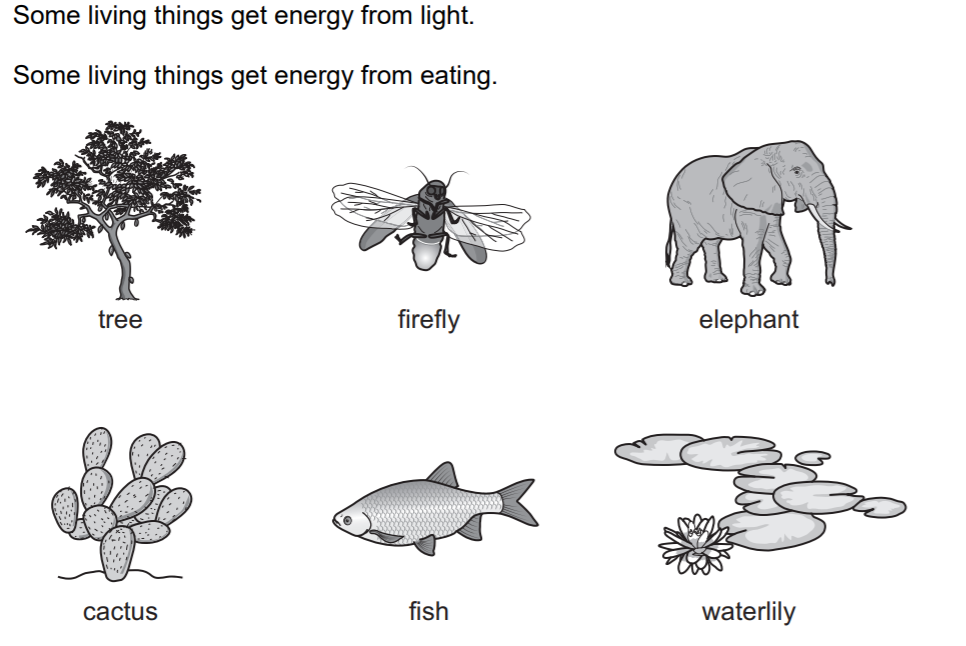 Some living things get energy from light.
Some living things get energy from eating.
tree firefly elephant
cactus fish waterlily